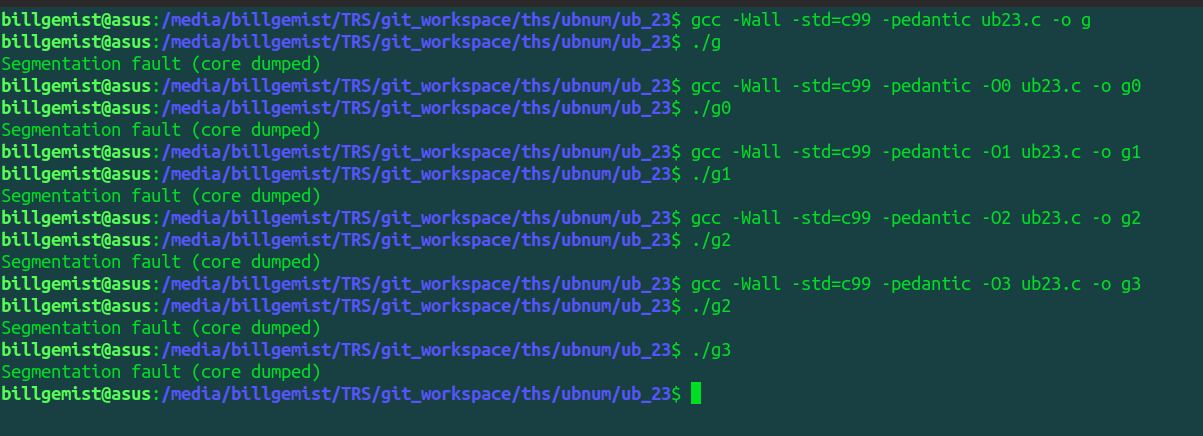 billgemist@asus:/media/billgemist/TRS/git_workspace/ths/ubnum/ub_23$ gcc -Wall -std=c99 -pedantic ub23.c -o g
billgemist@asus:/media/billgemist/TRS/git_workspace/ths/ubnum/ub_23$ ./g
Segmentation fault (core dumped)
billgemist@asus:/media/billgemist/TRS/git_workspace/ths/ubnum/ub_23$ gcc -Wall -std=c99 -pedantic -O0 ub23.c -o g0
billgemist@asus:/media/billgemist/TRS/git_workspace/ths/ubnum/ub_23$ ./g0
Segmentation fault (core dumped)
billgemist@asus:/media/billgemist/TRS/git_workspace/ths/ubnum/ub_23$ gcc -Wall -std=c99 -pedantic -O1 ub23.c -o g1
billgemist@asus:/media/billgemist/TRS/git_workspace/ths/ubnum/ub_23$ ./g1
Segmentation fault (core dumped)
billgemist@asus:/media/billgemist/TRS/git_workspace/ths/ubnum/ub_23$ gcc -Wall -std=c99 -pedantic -O2 ub23.c -o g2
billgemist@asus:/media/billgemist/TRS/git_workspace/ths/ubnum/ub_23$ ./g2
Segmentation fault (core dumped)
billgemist@asus:/media/billgemist/TRS/git_workspace/ths/ubnum/ub_23$ gcc -Wall -std=c99 -pedantic -O3 ub23.c -o g3
billgemist@asus:/media/billgemist/TRS/git_workspace/ths/ubnum/ub_23$ ./g2
Segmentation fault (core dumped)
billgemist@asus:/media/billgemist/TRS/git_workspace/ths/ubnum/ub_23$ ./g3
Segmentation fault (core dumped)
billgemist@asus:/media/billgemist/TRS/git_workspace/ths/ubnum/ub_23$